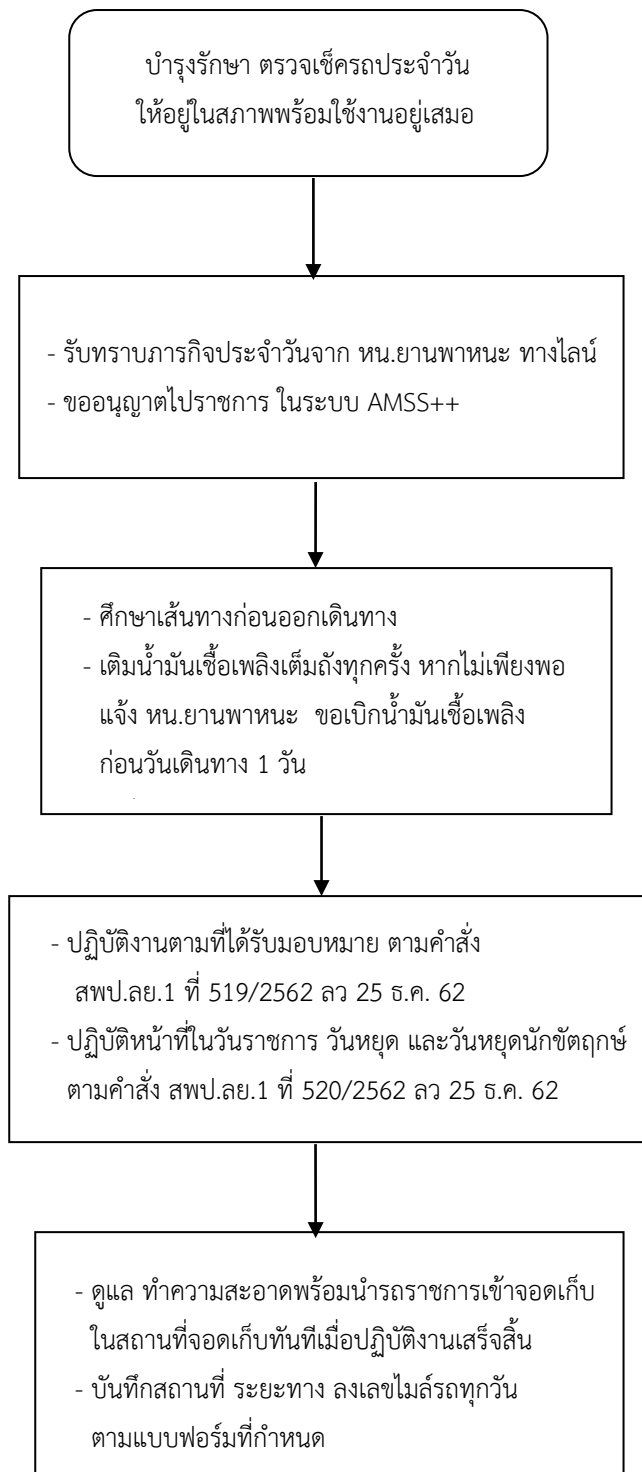 บำรุงรักษา ตรวจเช็ครถประจำวัน
ให้อยู่ในสภาพพร้อมใช้งานอยู่เสมอ
- รับทราบภารกิจประจำวันจาก หน.ยานพาหนะ ทางไลน์
- ขออนุญาตไปราชการ ในระบบ AMSS++
- ศึกษาเส้นทางก่อนออกเดินทาง
- เติมน้ำมันเชื้อเพลิงเต็มถังทุกครั้ง หากไม่เพียงพอ
แจ้ง หน.ยานพาหนะ ขอเบิกน้ำมันเชื้อเพลิง
ก่อนวันเดินทาง 1 วัน
- ปฏิบัติงานตามที่ได้รับมอบหมาย ตามคำสั่ง
สพป.ลย.1 ที่ 519/2562 ลว 25 ธ.ค. 62
- ปฏิบัติหน้าที่ในวันราชการ วันหยุด และวันหยุดนักขัตฤกษ์
ตามคำสั่ง สพป.ลย.1 ที่ 520/2562 ลว 25 ธ.ค. 62
- ดูแล ทำความสะอาดพร้อมนำรถราชการเข้าจอดเก็บ
ในสถานที่จอดเก็บทันทีเมื่อปฏิบัติงานเสร็จสิ้น
- บันทึกสถานที่ ระยะทาง ลงเลขไมล์รถทุกวัน
ตามแบบฟอร์มที่กำหนด